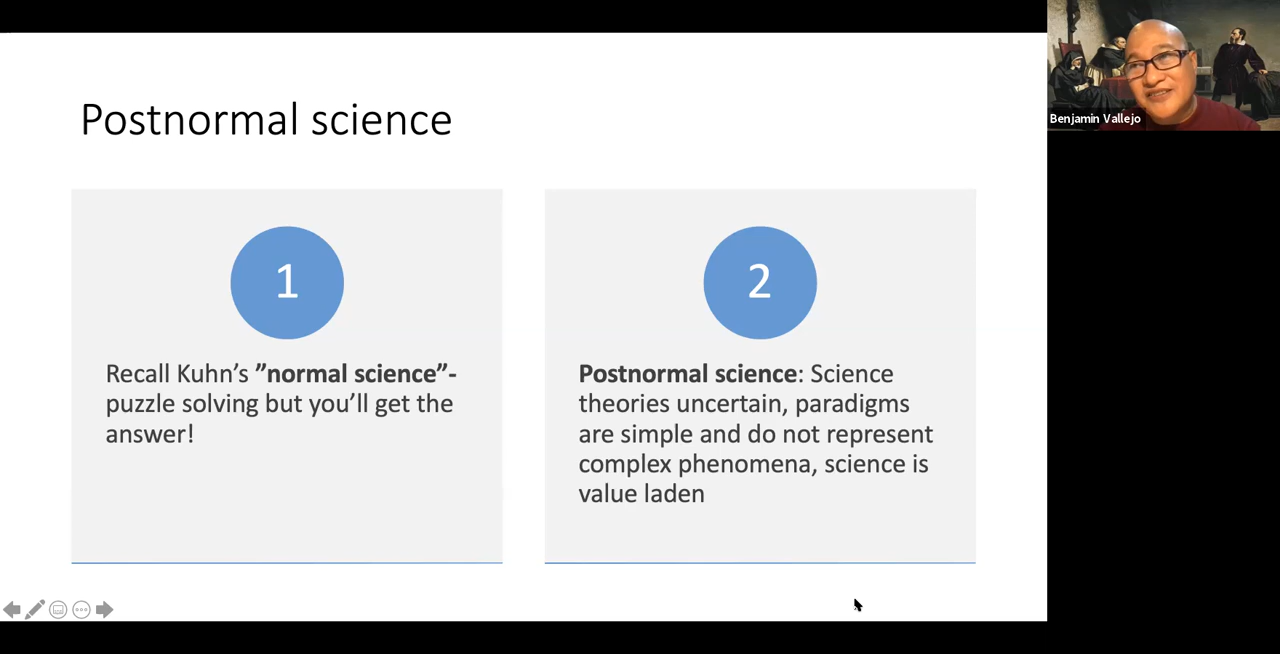 Postnormal science
Benjamin Vallejo
1
Recall Kuhn’s ”normal science”-
puzzle solving but you’ll get the
answer!
2
Postnormal science: Science
theories uncertain, paradigms
are simple and do not represent
complex phenomena, science is
value laden